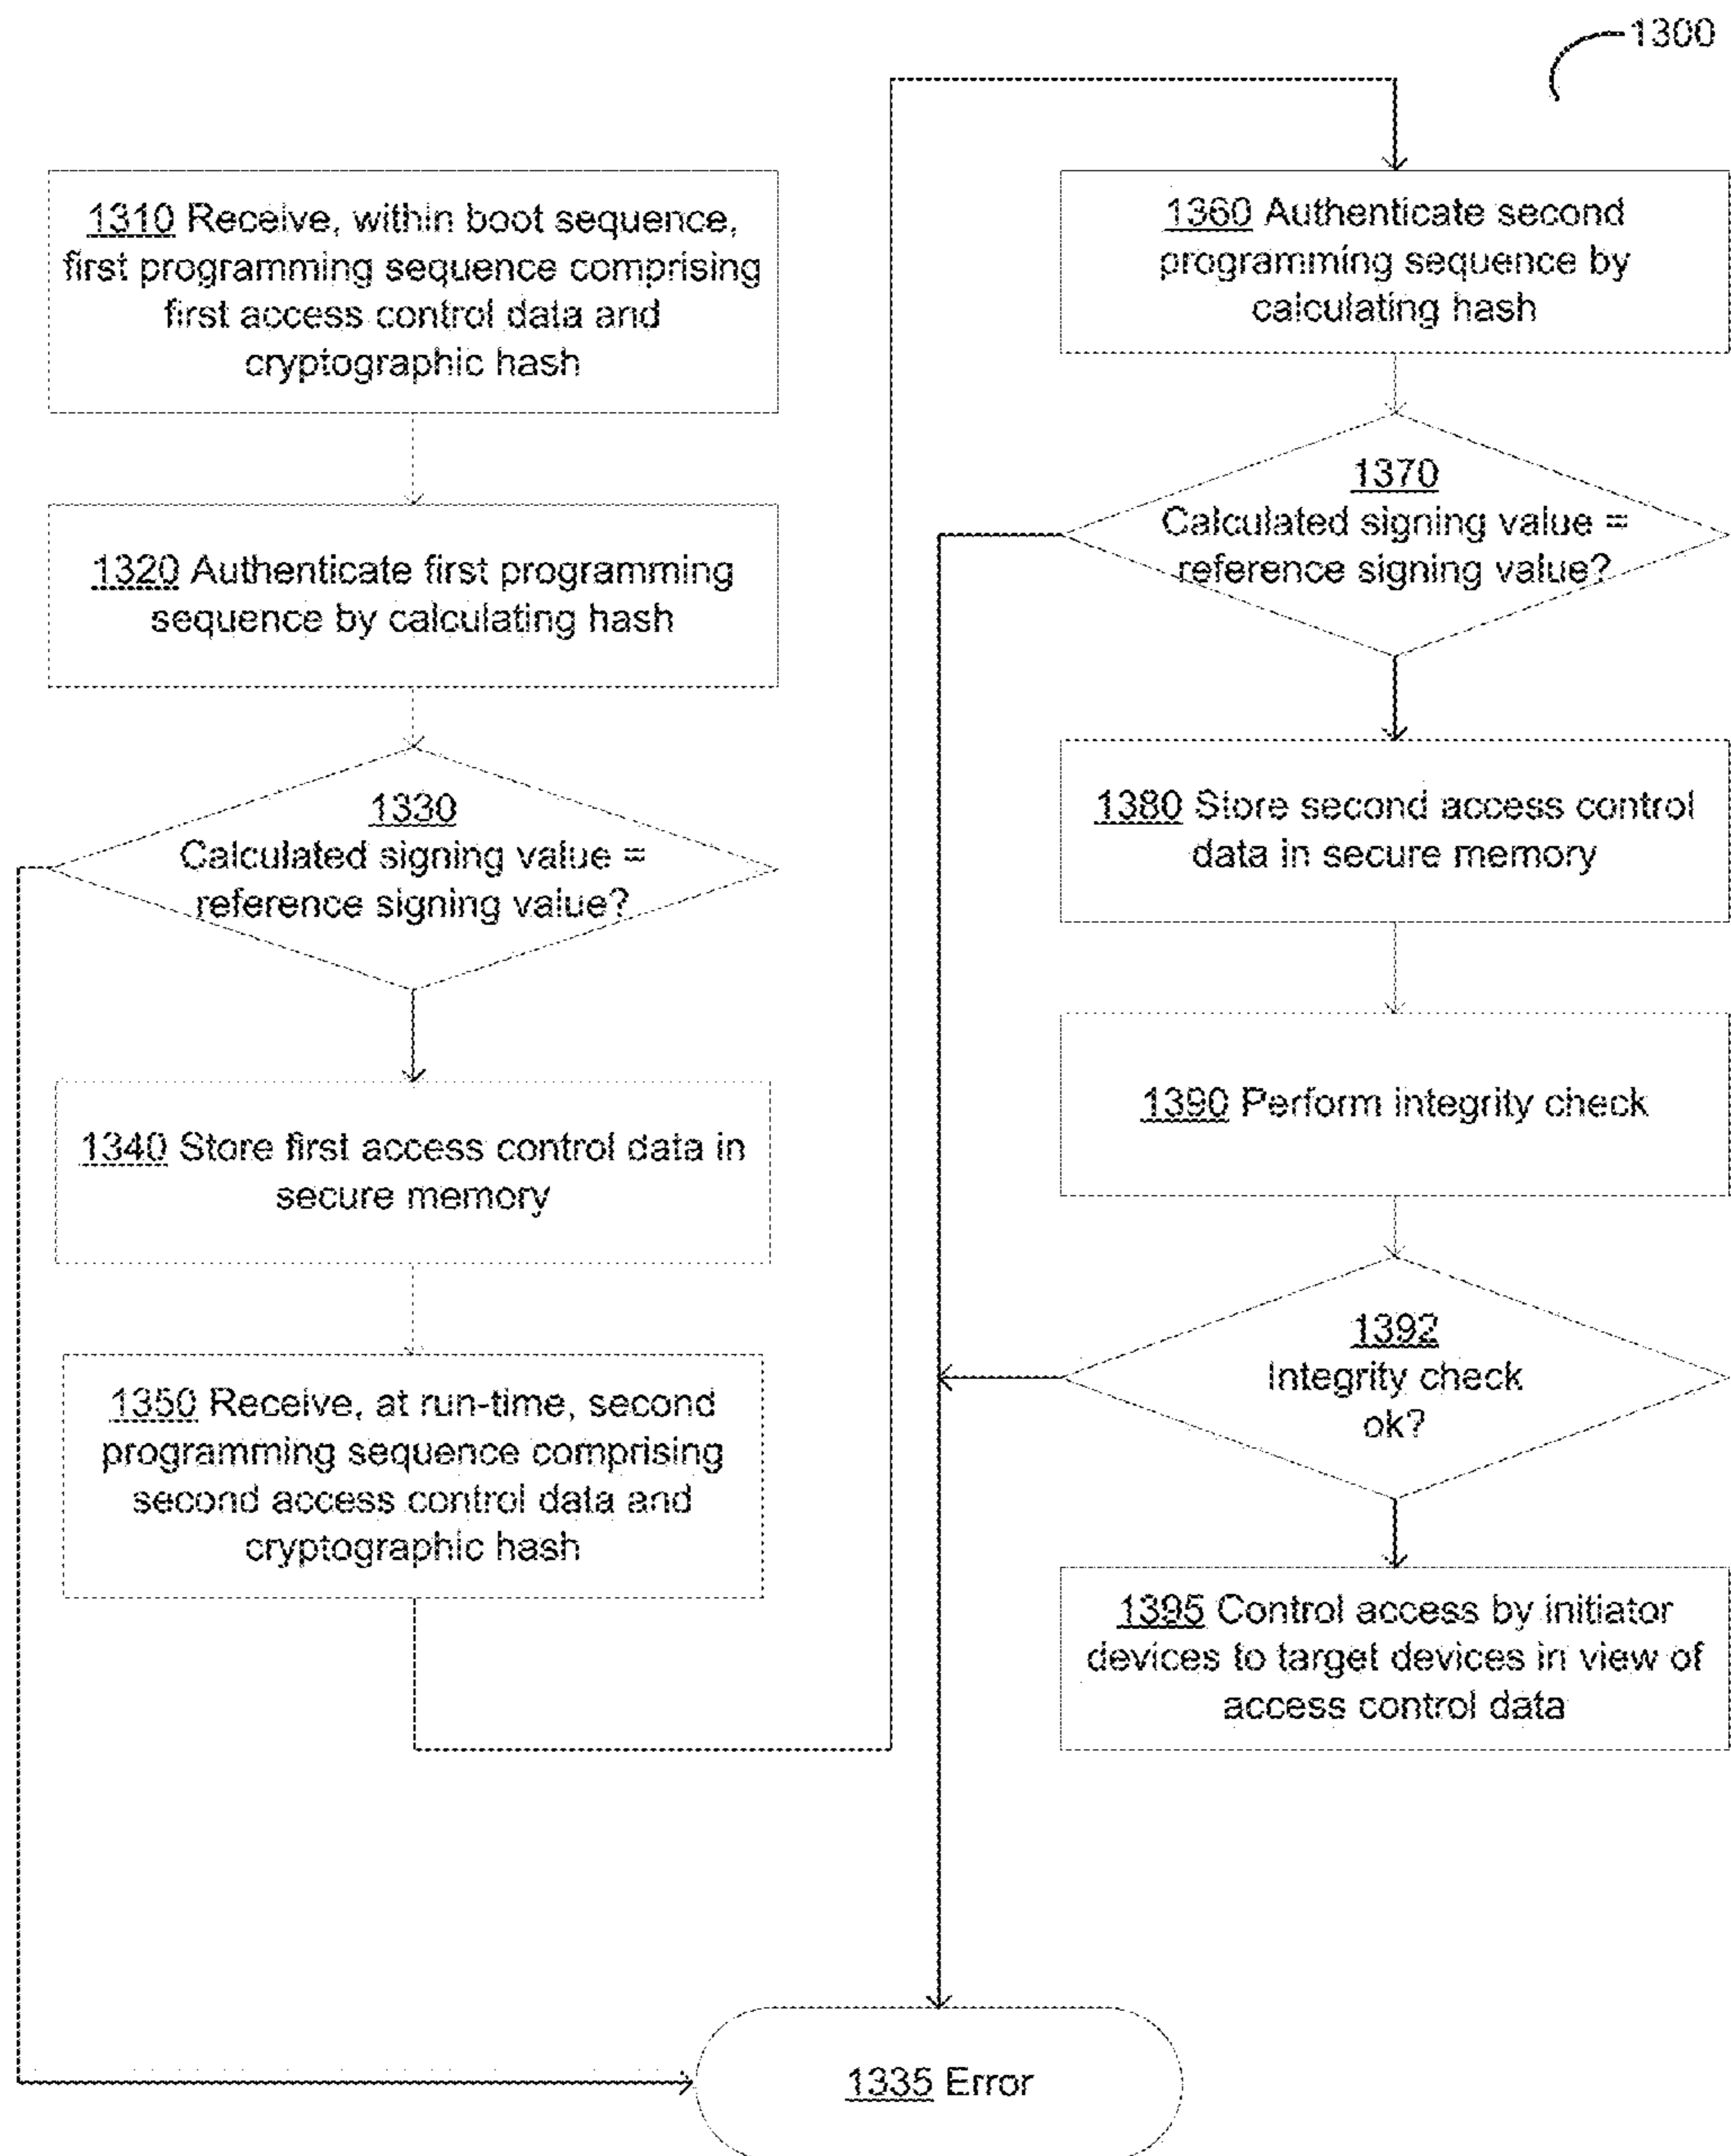 1300
1310 Receive, within boot sequence,
first programming sequence comprising
first access control data and
cryptographic hash
1320 Authenticate first programming
sequence by calculating hash
1330
Calculated signing value =
reference signing value?
1340 Store first access control data in
secure memory
1350 Receive, at run-time, second
programming sequence comprising
second access control data and
cryptographic hash
1360 Authenticate second
programming sequence by
calculating hash
1370
Calculated signing value =
reference signing value?
1380 Store second access control
data in secure memory
1390 Perform integrity check
1392
Integrity check
ok?
1395 Control access by initiator
devices to target devices in view of
access control data
1335 Error